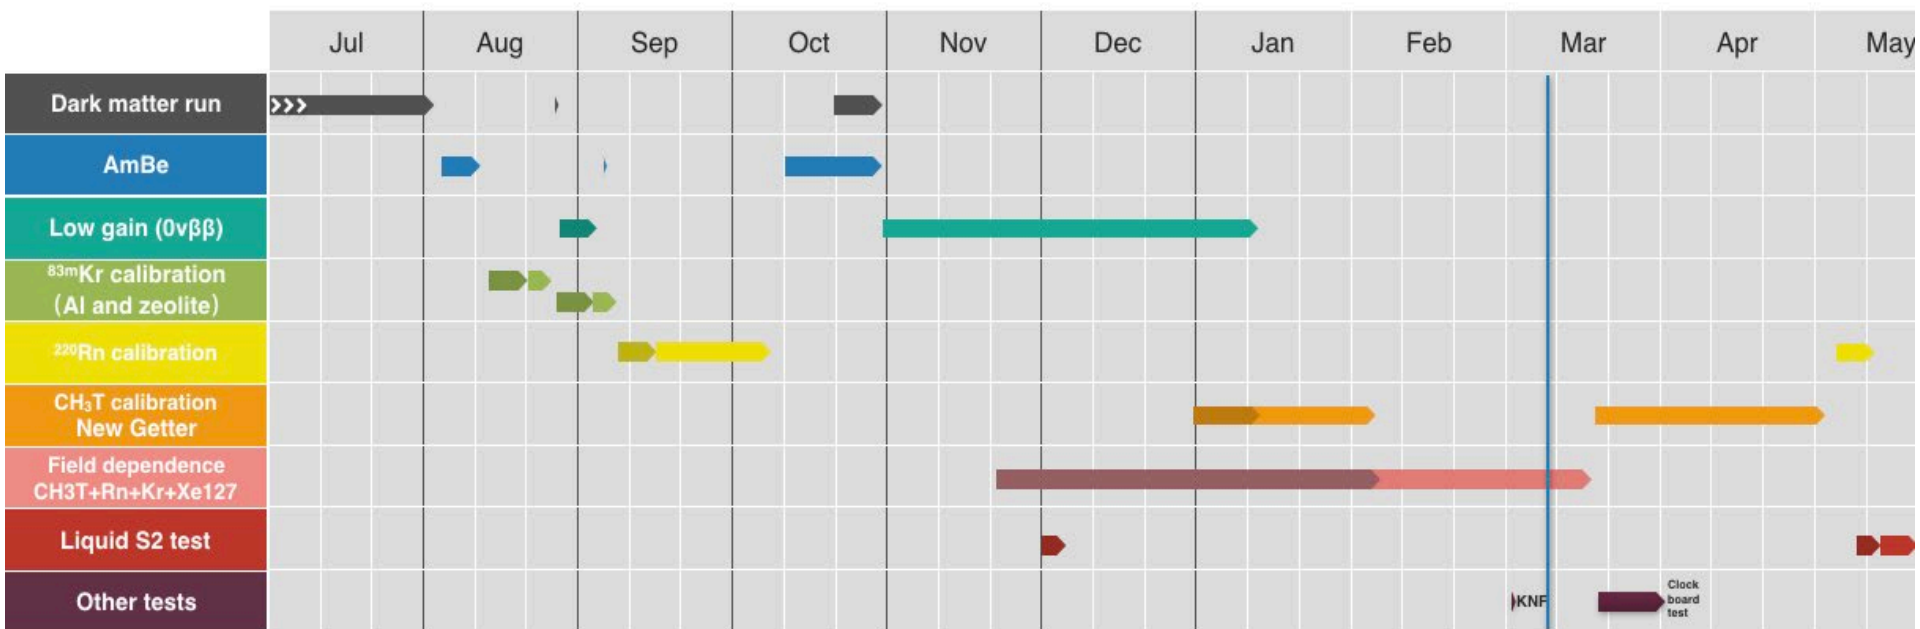 Jul Aug Sep Oct Nov Dec Jan Feb Mar Apr May
Dark matter run
>>>
AmBe
Low gain (0νββ)
⁸³ᵐKr calibration
(Al and zeolite)
²²⁰Rn calibration
CH₃T calibration
New Getter
Field dependence
CH3T+Rn+Kr+Xe127
Liquid S2 test
Other tests
KNF
Clock
board
test